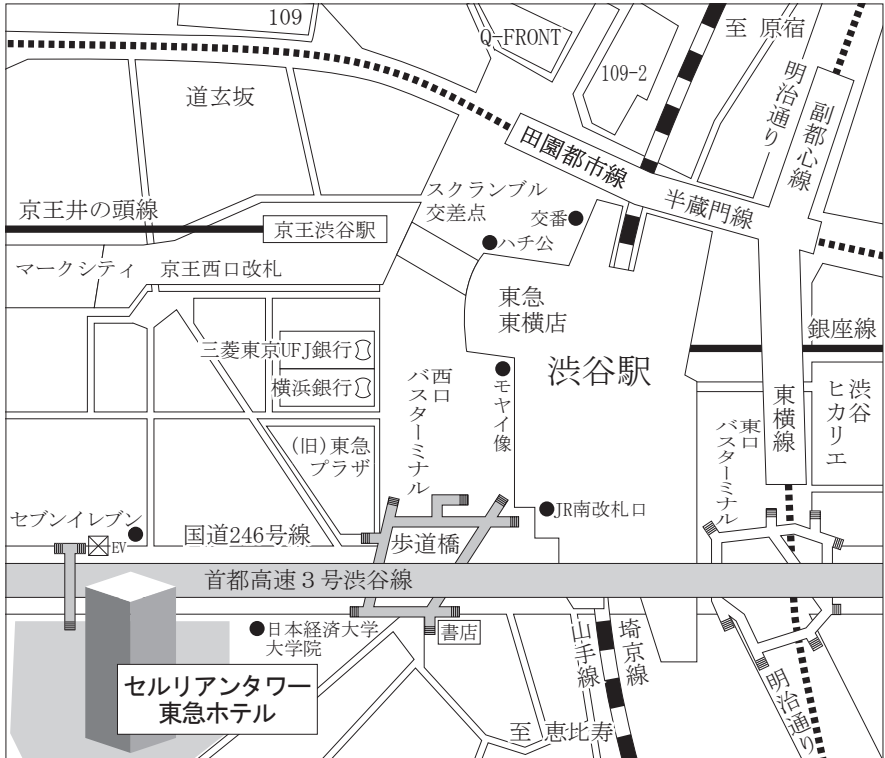 109
Q-FRONT
至 原宿
109-2
明治通り
副都心線
道玄坂
田園都市線
半蔵門線
スクランブル
交差点
交番
ハチ公
京王井の頭線
京王渋谷駅
マークシティ
京王西口改札
東急
東横店
銀座線
三菱東京UFJ銀行
横浜銀行
西口
バスターミナル
モヤイ像
渋谷駅
東横線
渋谷
ヒカリエ
東口
バスターミナル
(旧)東急
プラザ
JR南改札口
セブンイレブン
EV
国道246号線
歩道橋
首都高速3号渋谷線
日本経済大学
大学院
書店
山手線
埼京線
セルリアンタワー
東急ホテル
至 恵比寿
明治通り